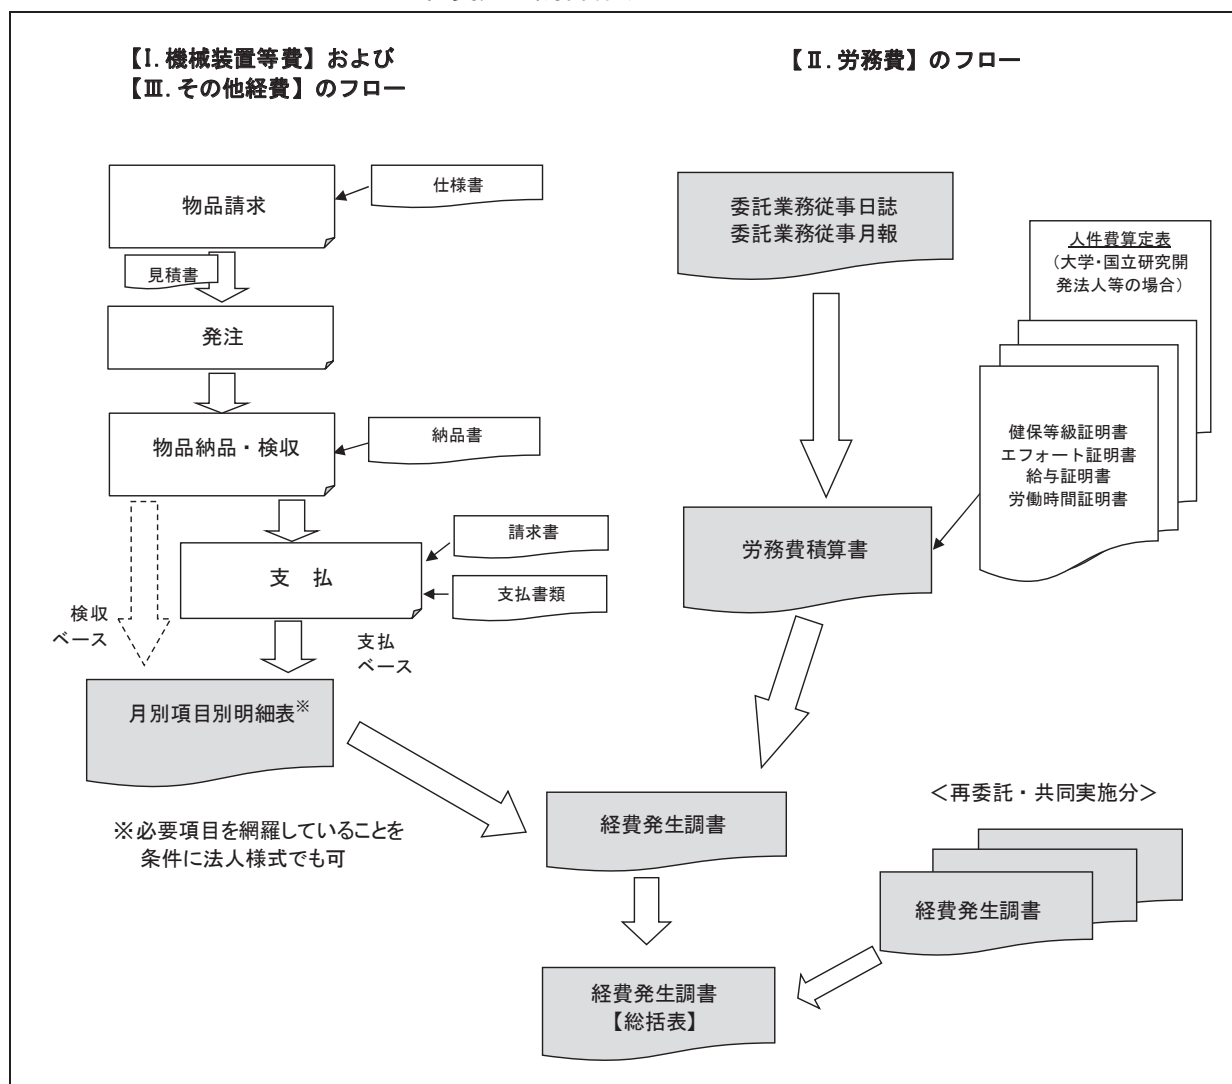 【Ⅰ.機械装置等費】および
【Ⅲ.その他経費】のフロー
物品請求
仕様書
見積書
発注
物品納品・検収
納品書
請求書
支　払
支払書類
検収
ベース
支払
ベース
月別項目別明細表※
※必要項目を網羅していることを
条件に法人様式でも可
【Ⅱ.労務費】のフロー
委託業務従事日誌
委託業務従事月報
人件費算定表
（大学・国立研究開
発法人等の場合）
健保等級証明書
エフォート証明書
給与証明書
労働時間証明書
労務費積算書
経費発生調書
＜再委託・共同実施分＞
経費発生調書
経費発生調書
【総括表】